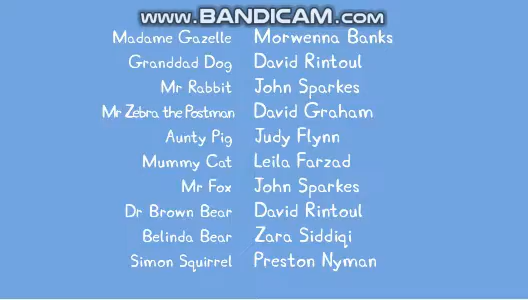 www.BANDICAM.com
Madame Gazelle Morwenna Banks
Granddad Dog David Rintoul
Mr Rabbit John Sparkes
Mr Zebra the Postman David Graham
Aunty Pig Judy Flynn
Mummy Cat Leila Farzad
Mr Fox John Sparkes
Dr Brown Bear David Rintoul
Belinda Bear Zara Siddiqi
Simon Squirrel Preston Nyman